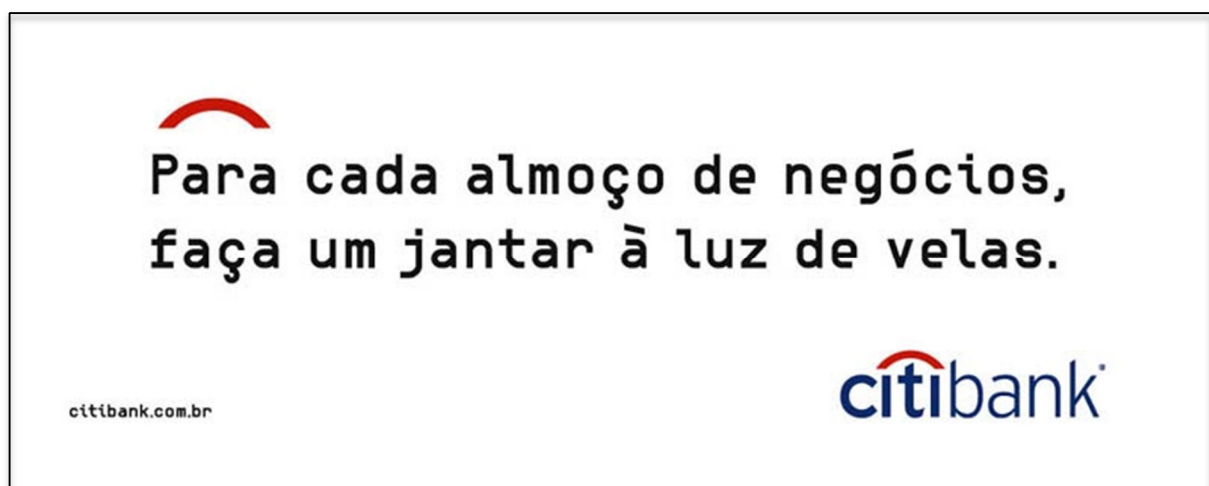 Para cada almoço de negócios,
faça um jantar à luz de velas.
citibank
citibank.com.br